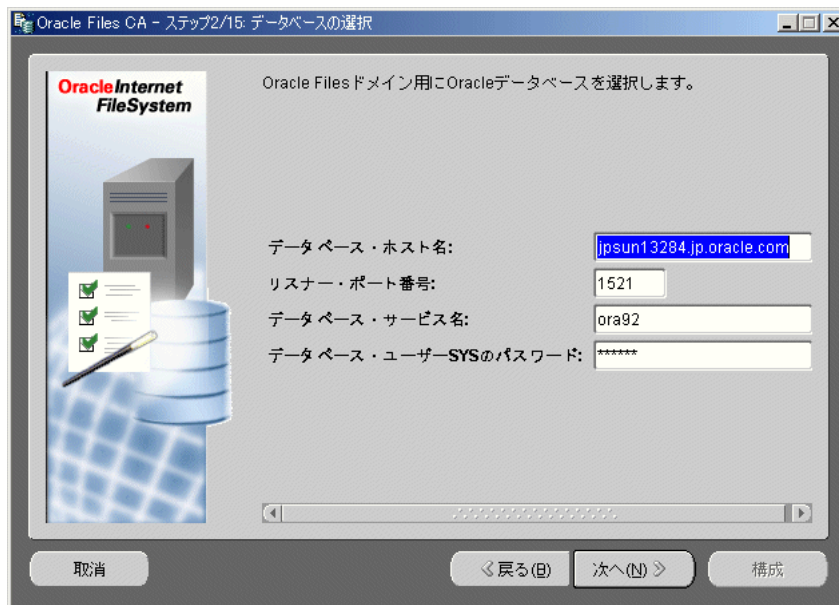 Oracle Files CA - ステップ2/15: データベースの選択
OracleInternet
FileSystem
Oracle Filesドメイン用にOracleデータベースを選択します。
データベース・ホスト名: jpsun13284.jp.oracle.com
リスナー・ポート番号: 1521
データベース・サービス名: ora92
データベース・ユーザーSYSのパスワード: ******
取消
戻る(B)
次へ(N)
構成